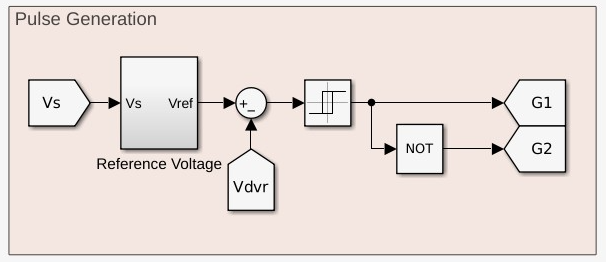 Pulse Generation
Vs
Vs
Vref
+
_
G1
NOT
G2
Reference Voltage
Vdvr